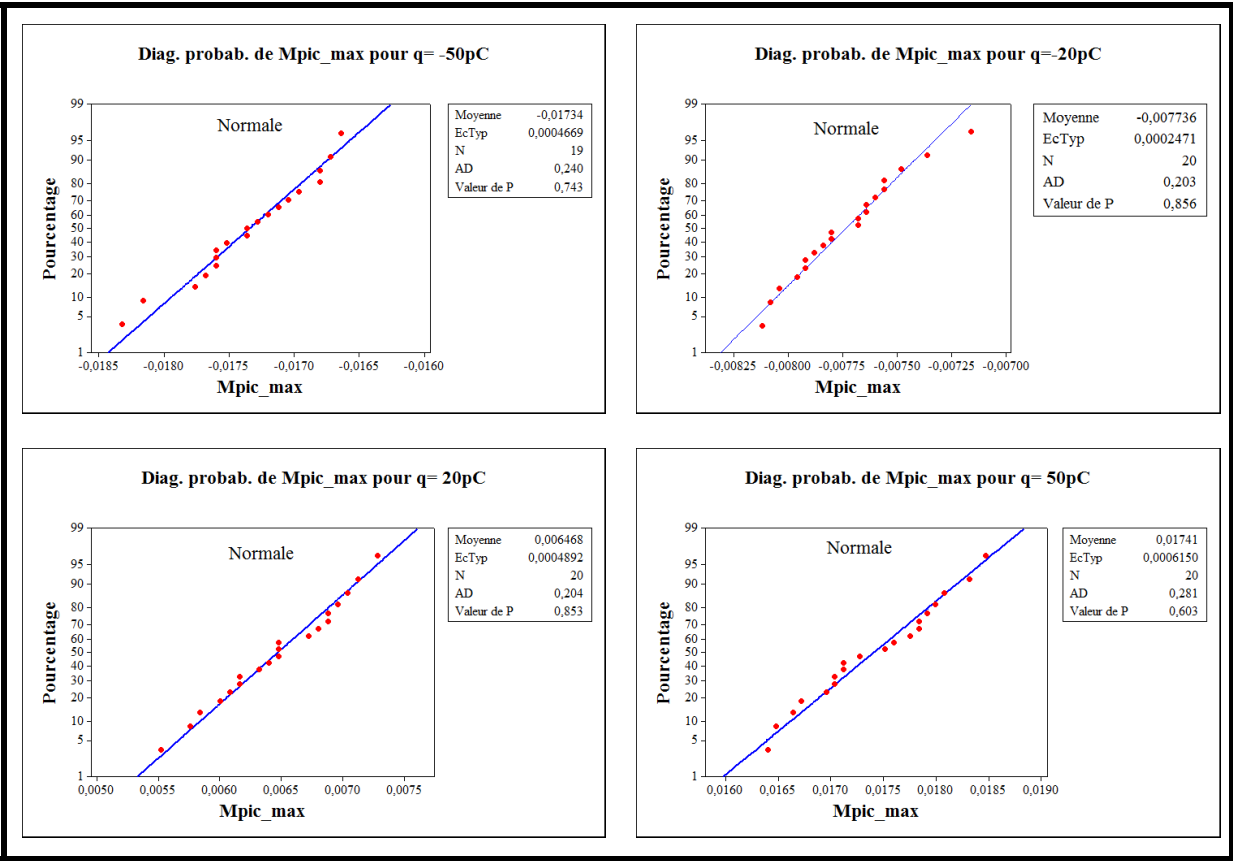 Diag. probab. de Mpic_max pour q= -50pC
Normale
Pourcentage
99
95
90
80
70
60
50
40
30
20
10
5
1
-0,0185 -0,0180 -0,0175 -0,0170 -0,0165 -0,0160
Mpic_max
Moyenne -0,01734
EcTyp 0,0004669
N 19
AD 0,240
Valeur de P 0,743
Diag. probab. de Mpic_max pour q=-20pC
Normale
Pourcentage
99
95
90
80
70
60
50
40
30
20
10
5
1
-0,00825 -0,00800 -0,00775 -0,00750 -0,00725 -0,00700
Mpic_max
Moyenne -0,007736
EcTyp 0,0002471
N 20
AD 0,203
Valeur de P 0,856
Diag. probab. de Mpic_max pour q= 20pC
Normale
Pourcentage
99
95
90
80
70
60
50
40
30
20
10
5
1
0,0050 0,0055 0,0060 0,0065 0,0070 0,0075
Mpic_max
Moyenne 0,006468
EcTyp 0,0004892
N 20
AD 0,204
Valeur de P 0,853
Diag. probab. de Mpic_max pour q= 50pC
Normale
Pourcentage
99
95
90
80
70
60
50
40
30
20
10
5
1
0,0160 0,0165 0,0170 0,0175 0,0180 0,0185 0,0190
Mpic_max
Moyenne 0,01741
EcTyp 0,0006150
N 20
AD 0,281
Valeur de P 0,603